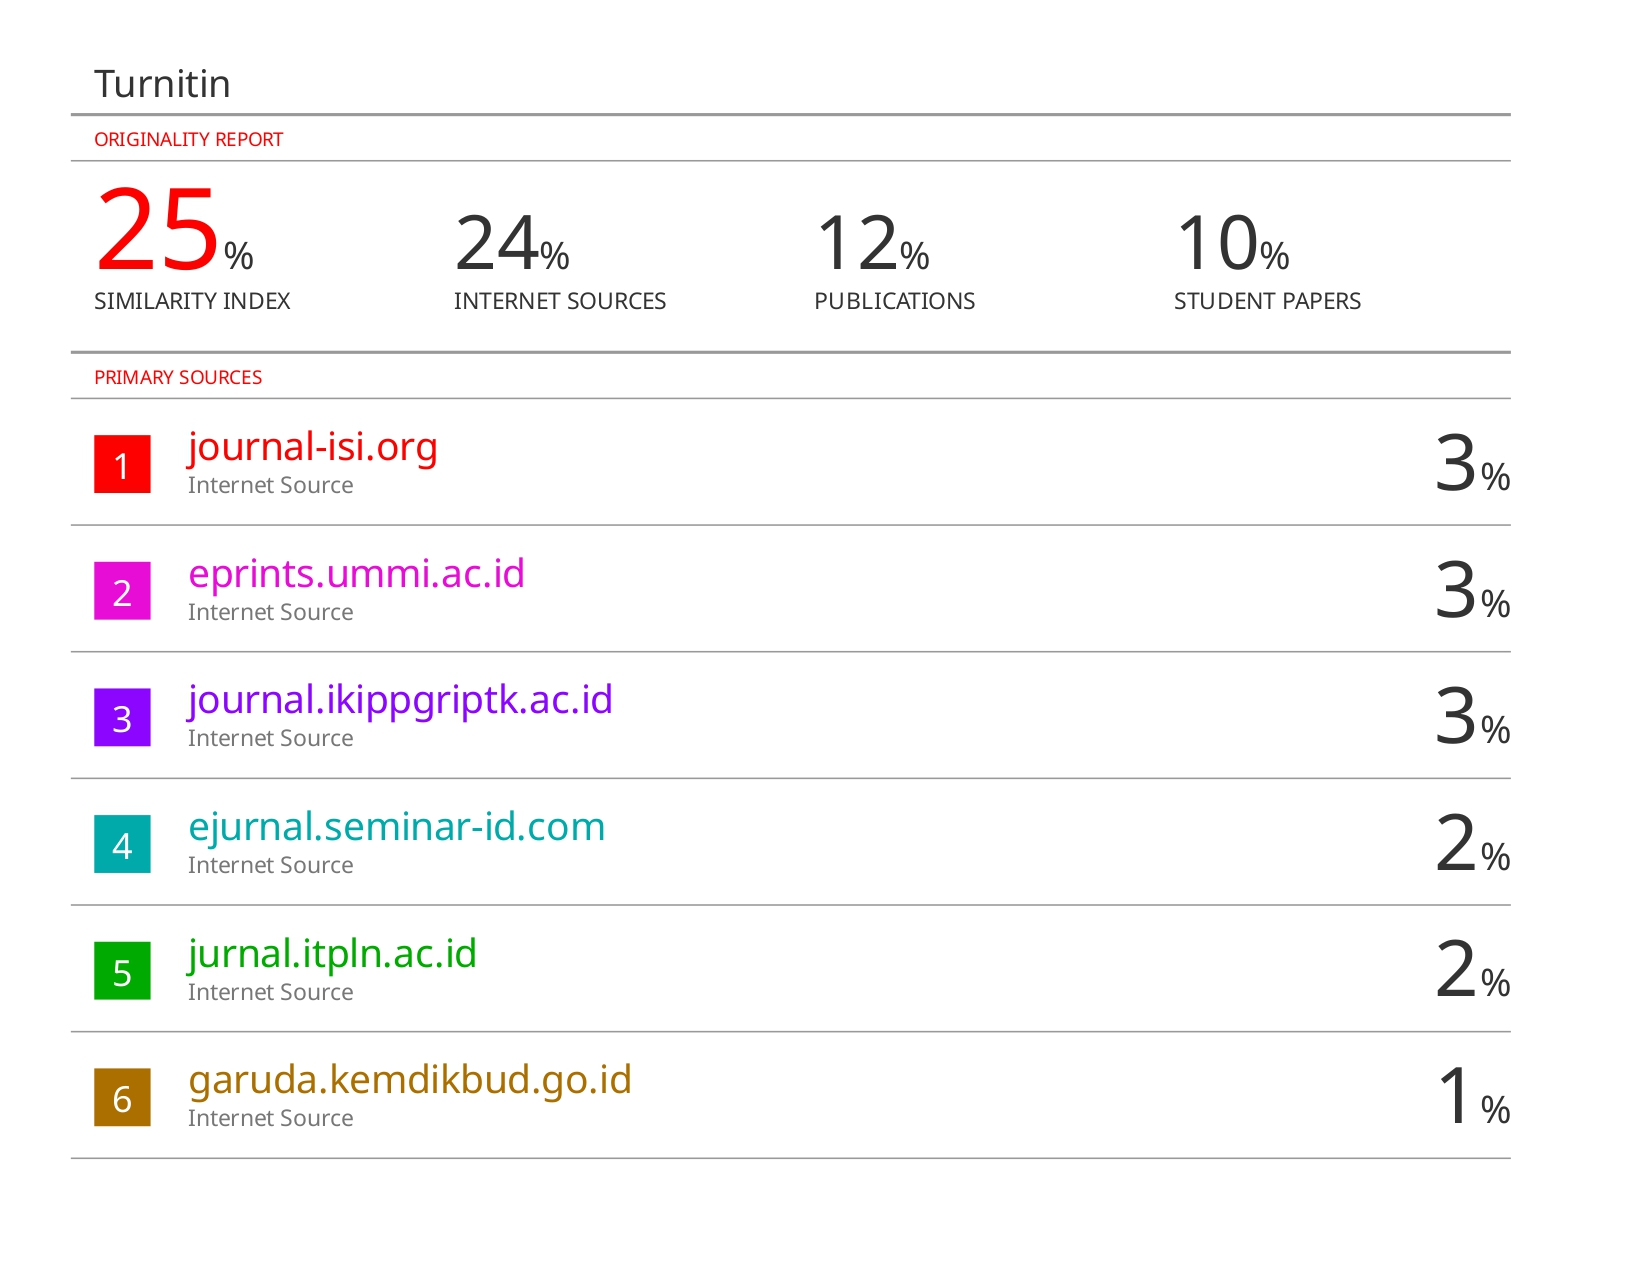 Turnitin
ORIGINALITY REPORT
25% 24% 12% 10%
SIMILARITY INDEX INTERNET SOURCES PUBLICATIONS STUDENT PAPERS
PRIMARY SOURCES
1 journal-isi.org 3%
Internet Source
2 eprints.ummi.ac.id 3%
Internet Source
3 journal.ikippgriptk.ac.id 3%
Internet Source
4 ejurnal.seminar-id.com 2%
Internet Source
5 jurnal.itpln.ac.id 2%
Internet Source
6 garuda.kemdikbud.go.id 1%
Internet Source